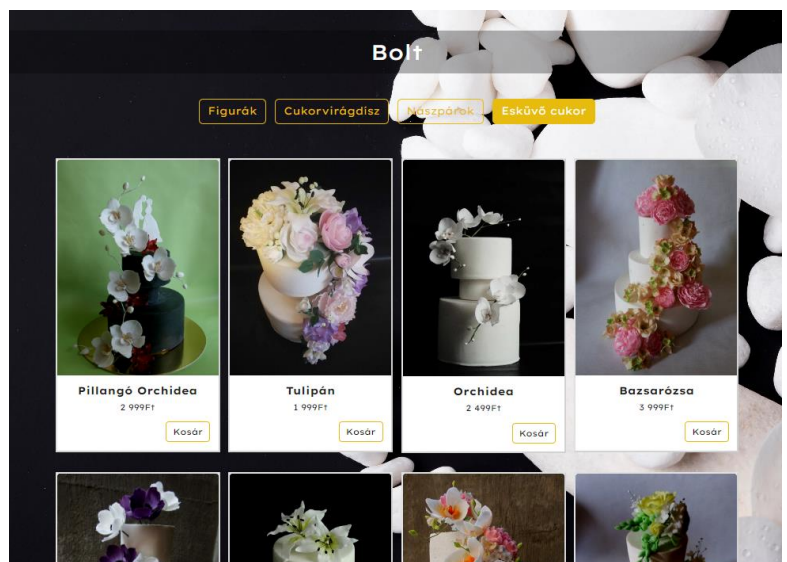 Bolt
Figurák Cukorvirágdísz Nászpárok Esküvő cukor
Pillangó Orchidea Tulipán Orchidea Bazsarózsa
2 999Ft 1 999Ft 2 499Ft 3 999Ft
Kosár Kosár Kosár Kosár